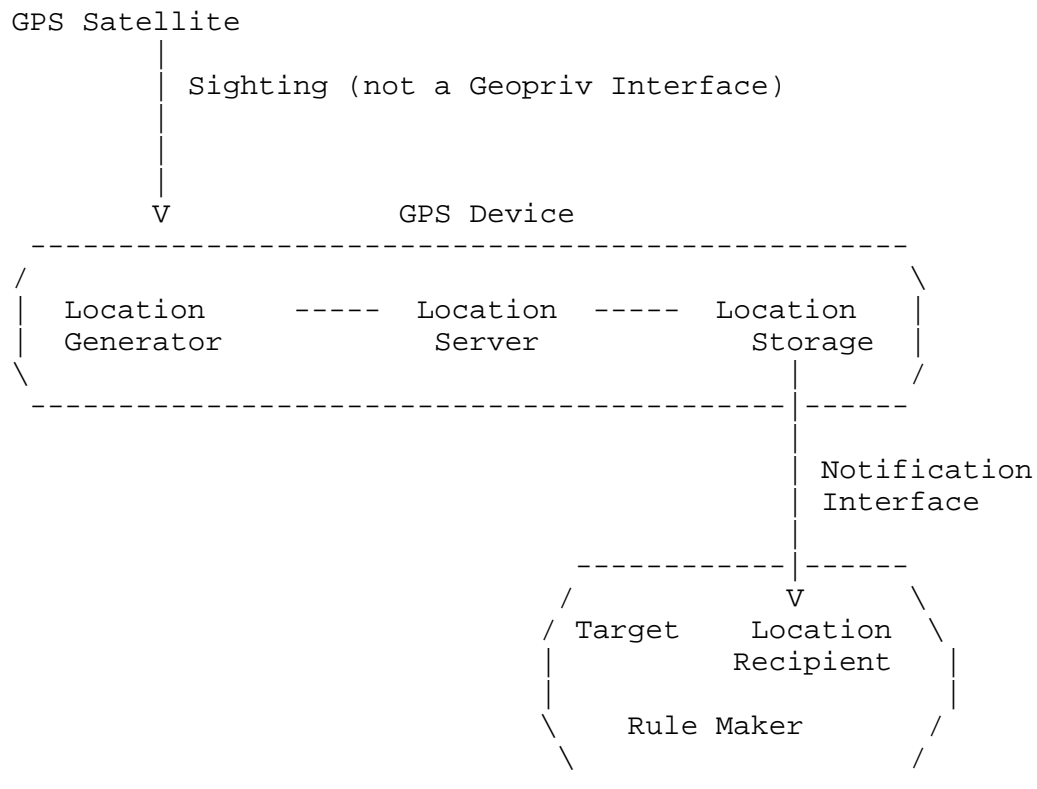 GPS Satellite
Sighting (not a Geopriv Interface)
V GPS Device
Location ----- Location ----- Location
Generator Server Storage
Notification
Interface
V
Target Location
Recipient
Rule Maker